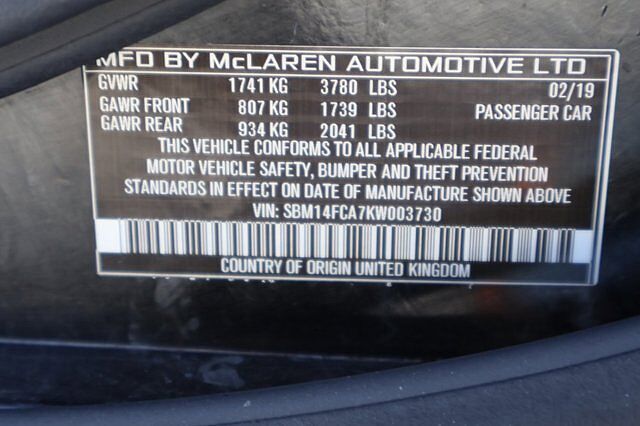 MFD BY McLAREN AUTOMOTIVE LTD
GVWR 1741 KG 3780 LBS 02/19
GAWR FRONT 807 KG 1739 LBS PASSENGER CAR
GAWR REAR 934 KG 2041 LBS
THIS VEHICLE CONFORMS TO ALL APPLICABLE FEDERAL
MOTOR VEHICLE SAFETY, BUMPER AND THEFT PREVENTION
STANDARDS IN EFFECT ON DATE OF MANUFACTURE SHOWN ABOVE
VIN: SBM14FCA7KW003730
COUNTRY OF ORIGIN UNITED KINGDOM